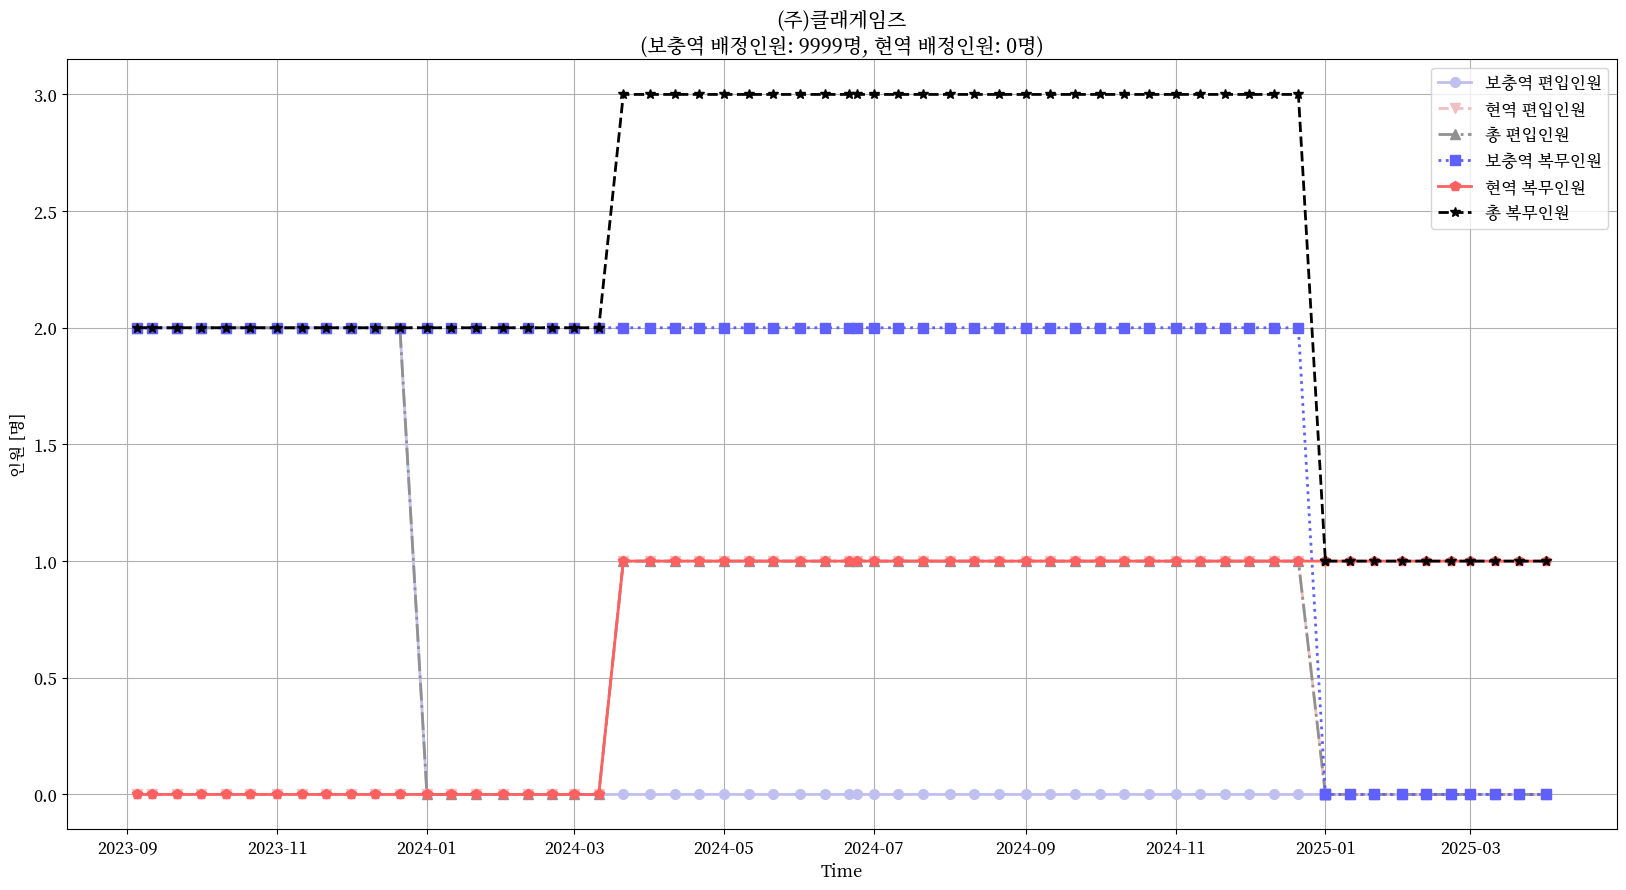 (주)클래게임즈
(보충역 배정인원: 9999명, 현역 배정인원: 0명)
보충역 편입인원
현역 편입인원
총 편입인원
보충역 복무인원
현역 복무인원
총 복무인원
인원 [명]
3.0
2.5
2.0
1.5
1.0
0.5
0.0
2023-09 2023-11 2024-01 2024-03 2024-05 2024-07 2024-09 2024-11 2025-01 2025-03
Time